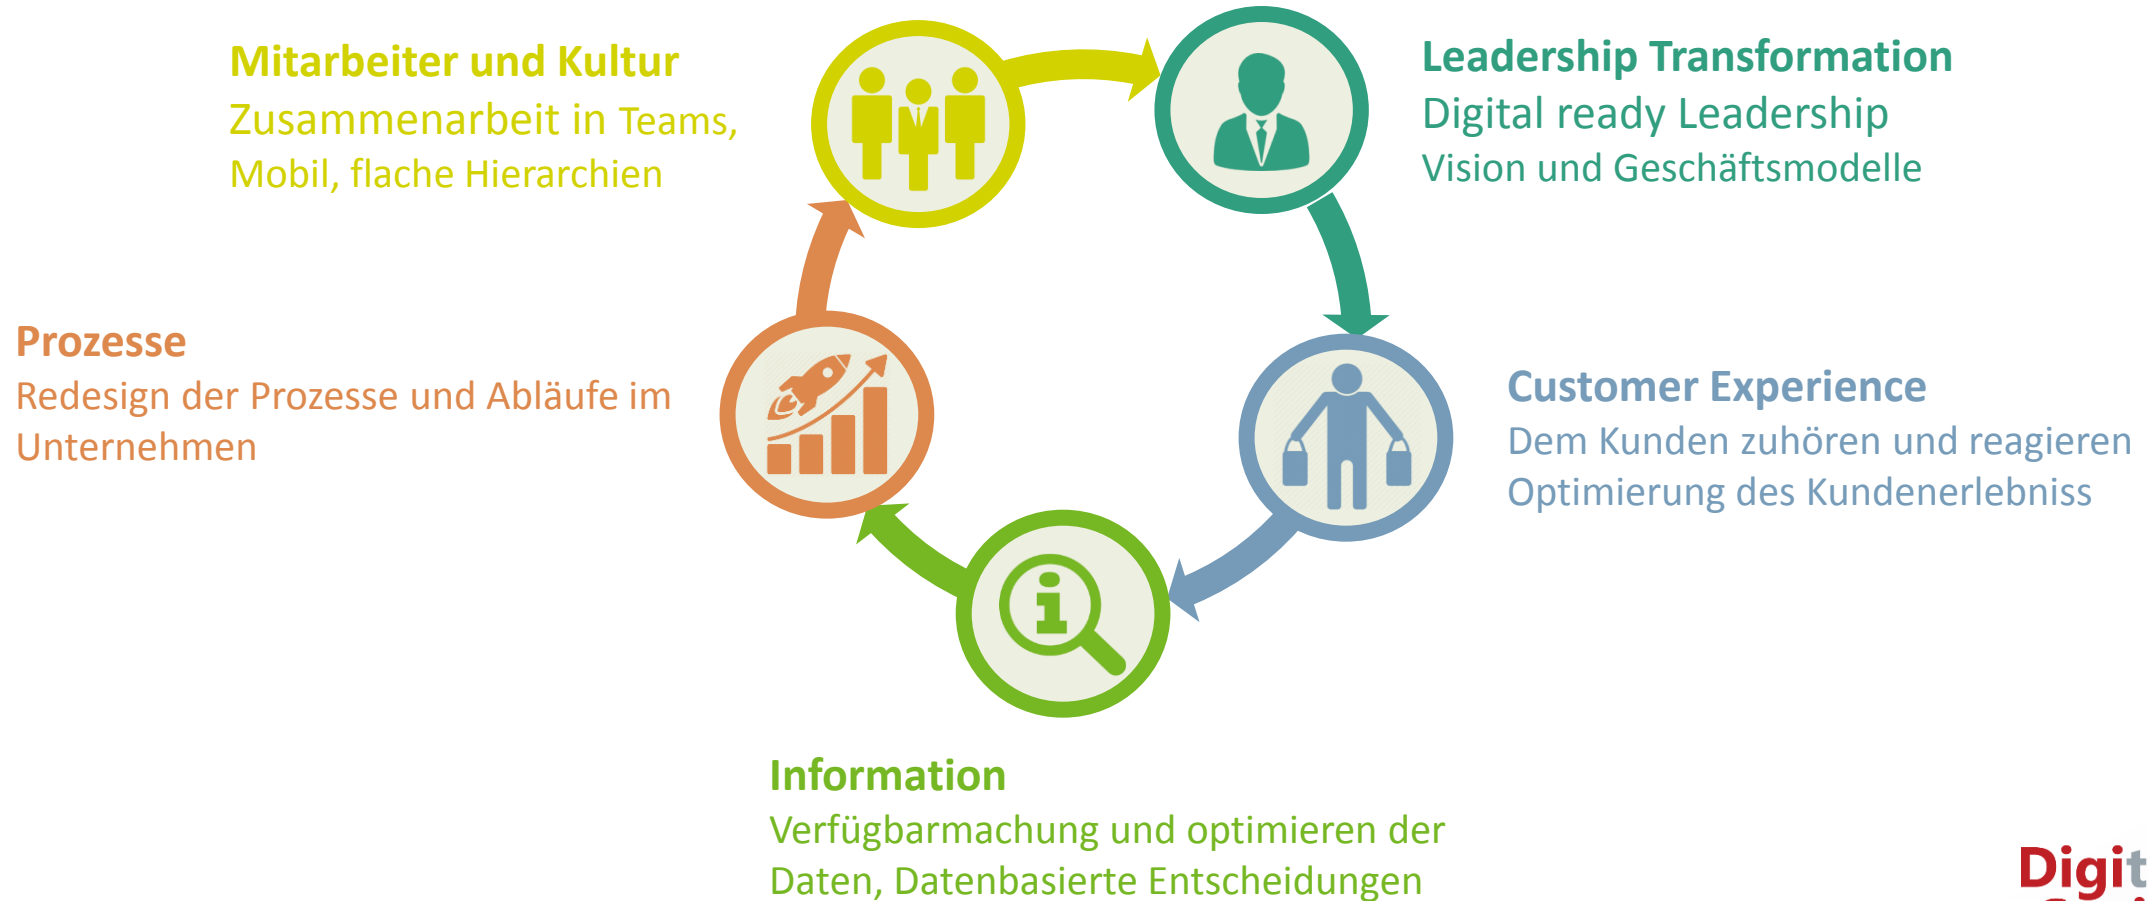 Mitarbeiter und Kultur
Zusammenarbeit in Teams,
Mobil, flache Hierarchien
Leadership Transformation
Digital ready Leadership
Vision und Geschäftsmodelle
Prozesse
Redesign der Prozesse und Abläufe im
Unternehmen
Customer Experience
Dem Kunden zuhören und reagieren
Optimierung des Kundenerlebniss
Information
Verfügbarmachung und optimieren der
Daten, Datenbasierte Entscheidungen
Digit